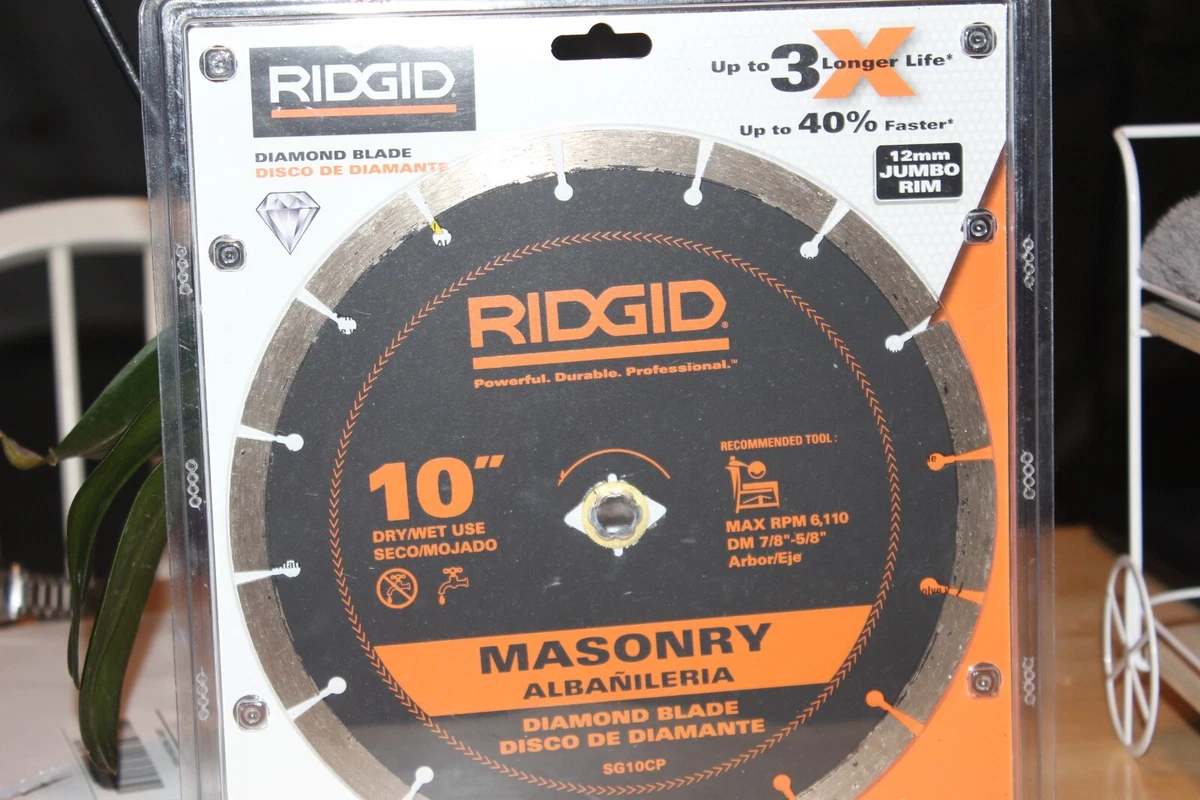 RIDGID
DIAMOND BLADE
DISCO DE DIAMANTE
Up to 3X Longer Life*
Up to 40% Faster*
12mm
JUMBO
RIM
RIDGID®
Powerful. Durable. Professional.™
10"
DRY/WET USE
SECO/MOJADO
RECOMMENDED TOOL:
MAX RPM 6,110
DM 7/8"-5/8"
Arbor/Eje
MASONRY
ALBAÑILERIA
DIAMOND BLADE
DISCO DE DIAMANTE
SG10CP